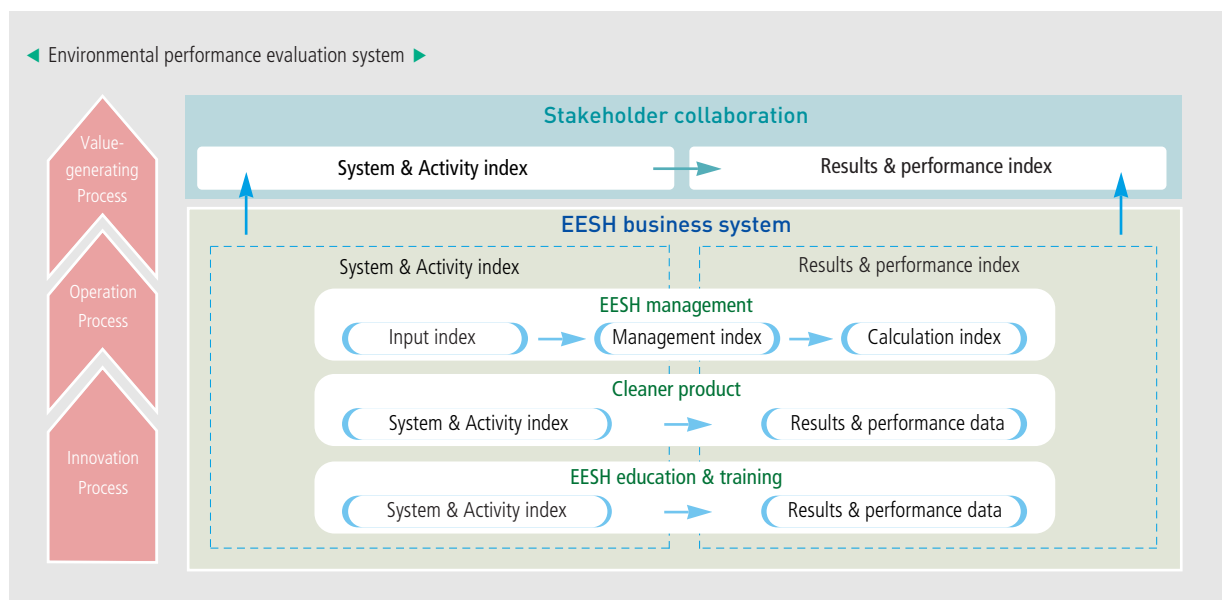 ◀ Environmental performance evaluation system ▶
Value-
generating
Process
Operation
Process
Innovation
Process
Stakeholder collaboration
System & Activity index
Results & performance index
EESH business system
System & Activity index
Results & performance index
EESH management
Input index
Management index
Calculation index
Cleaner product
System & Activity index
Results & performance data
EESH education & training
System & Activity index
Results & performance data